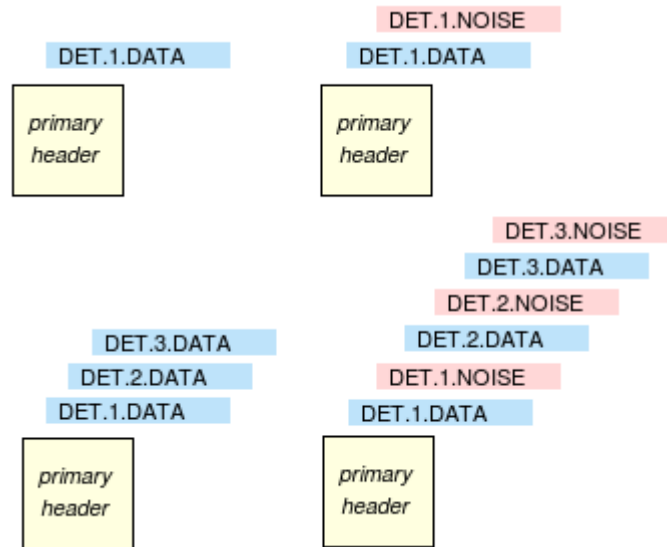 DET.1.DATA
primary
header
DET.1.NOISE
DET.1.DATA
primary
header
DET.3.DATA
DET.2.DATA
DET.1.DATA
primary
header
DET.3.NOISE
DET.3.DATA
DET.2.NOISE
DET.2.DATA
DET.1.NOISE
DET.1.DATA
primary
header